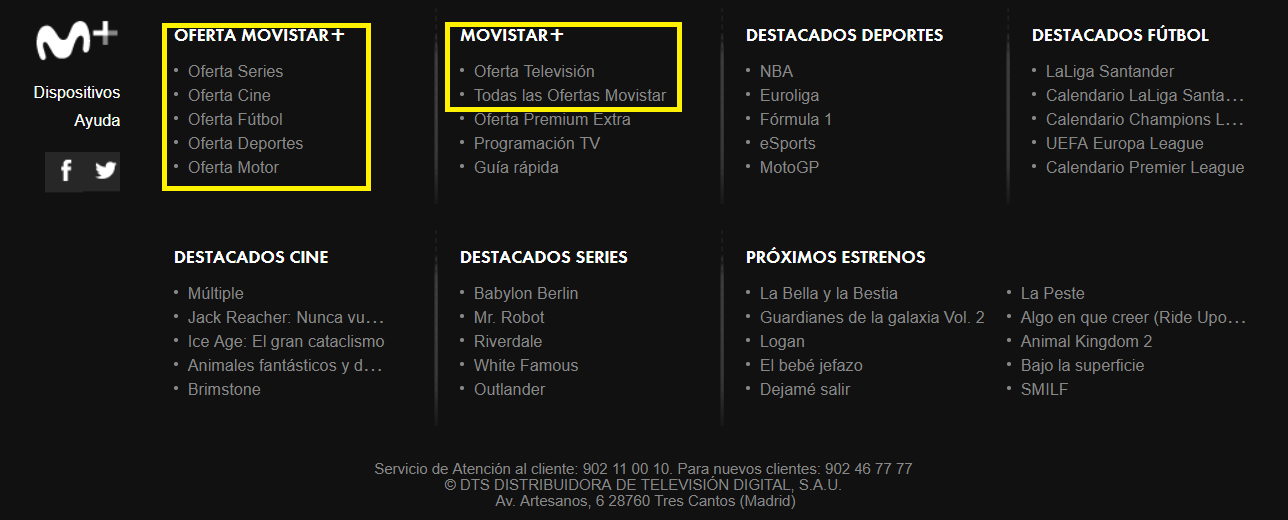 M+
Dispositivos
Ayuda
OFERTA MOVISTAR+
Oferta Series
Oferta Cine
Oferta Fútbol
Oferta Deportes
Oferta Motor
MOVISTAR+
Oferta Televisión
Todas las Ofertas Movistar
Oferta Premium Extra
Programación TV
Guía rápida
DESTACADOS DEPORTES
NBA
Euroliga
Fórmula 1
eSports
MotoGP
DESTACADOS FÚTBOL
LaLiga Santander
Calendario LaLiga Santa...
Calendario Champions L...
UEFA Europa League
Calendario Premier League
DESTACADOS CINE
Múltiple
Jack Reacher: Nunca vu...
Ice Age: El gran cataclismo
Animales fantásticos y d...
Brimstone
DESTACADOS SERIES
Babylon Berlin
Mr. Robot
Riverdale
White Famous
Outlander
PRÓXIMOS ESTRENOS
La Bella y la Bestia
Guardianes de la galaxia Vol. 2
Logan
El bebé jefazo
Dejamé salir
La Peste
Algo en que creer (Ride Upo...
Animal Kingdom 2
Bajo la superficie
SMILF
Servicio de Atención al cliente: 902 11 00 10. Para nuevos clientes: 902 46 77 77
© DTS DISTRIBUIDORA DE TELEVISIÓN DIGITAL, S.A.U.
Av. Artesanos, 6 28760 Tres Cantos (Madrid)